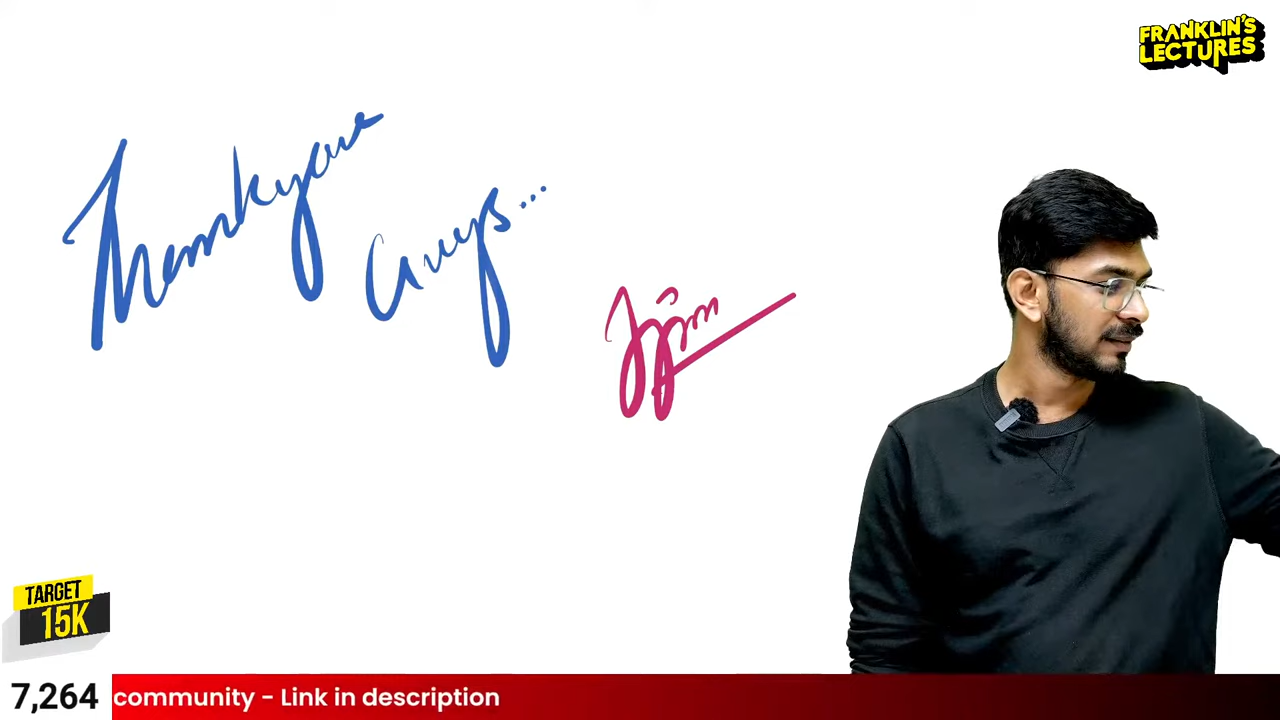 FRANKLIN'S
LECTURES
Thankyou
Guys...
TARGET
15K
7,264
community - Link in description